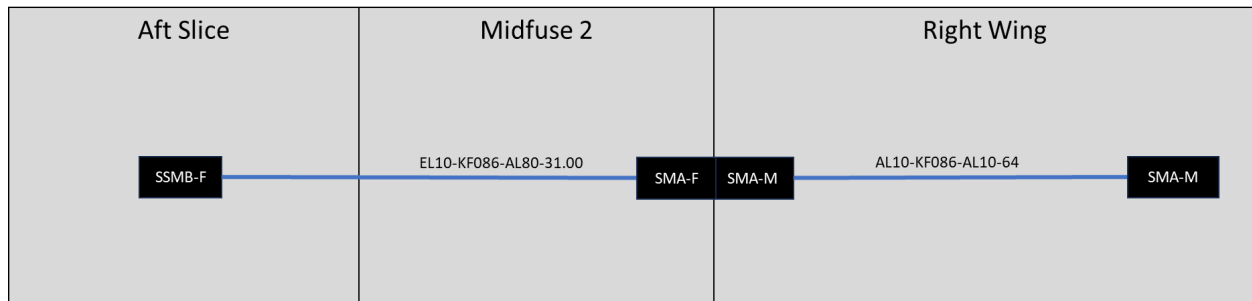 Aft Slice
Midfuse 2
Right Wing
EL10-KF086-AL80-31.00
AL10-KF086-AL10-64
SSMB-F
SMA-F
SMA-M
SMA-M